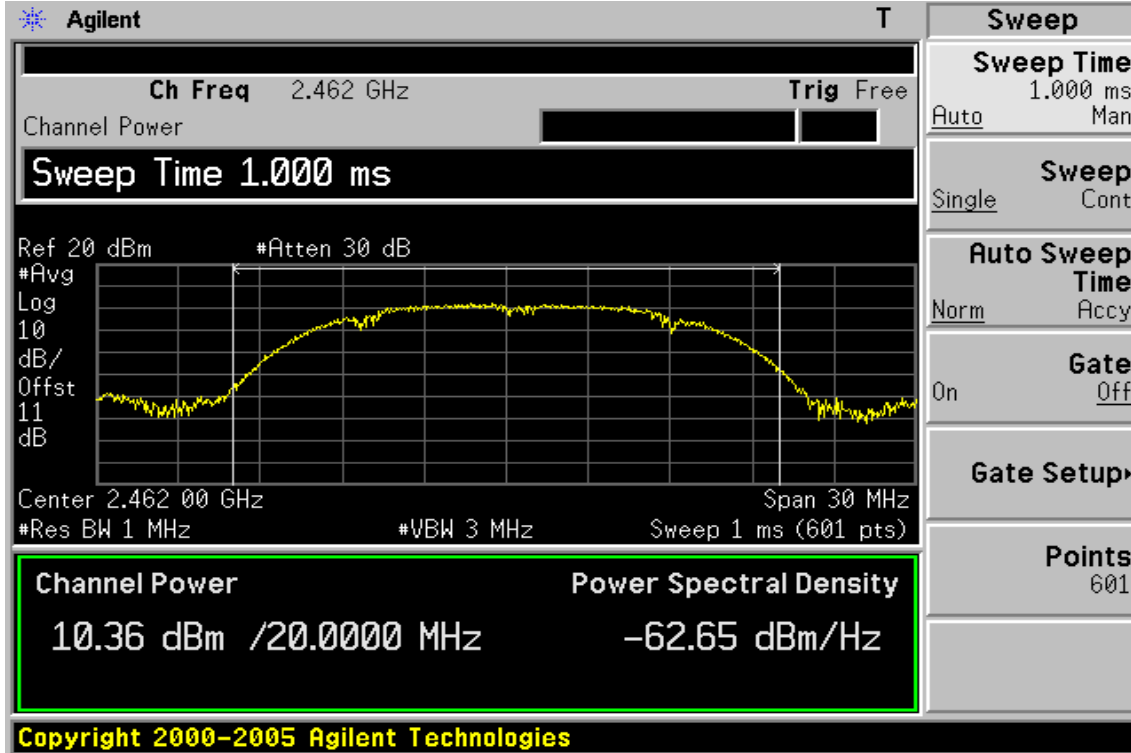 Agilent T
Ch Freq 2.462 GHz Trig Free
Channel Power
Sweep Time 1.000 ms
Ref 20 dBm #Atten 30 dB
#Avg
Log
10
dB/
Offst
11
dB
Center 2.462 00 GHz Span 30 MHz
#Res BW 1 MHz #VBW 3 MHz Sweep 1 ms (601 pts)
Channel Power Power Spectral Density
10.36 dBm /20.0000 MHz -62.65 dBm/Hz
Copyright 2000-2005 Agilent Technologies
Sweep
Sweep Time
1.000 ms
Auto Man
Sweep
Single Cont
Auto Sweep
Time
Norm Accy
Gate
On Off
Gate Setup
Points
601